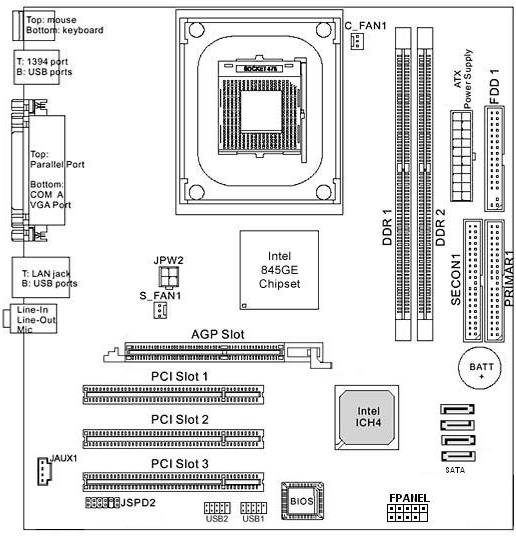 Top: mouse
Bottom: keyboard
C_FAN1
T: 1394 port
B: USB ports
SOCKET 478
ATX
Power Supply
FDD 1
Top:
Parallel Port
Bottom:
COM A
VGA Port
DDR 1
DDR 2
T: LAN jack
B: USB ports
JPW2
S_FAN1
Intel
845GE
Chipset
SECON1
PRIMAR1
Line-In
Line-Out
Mic
AGP Slot
BATT
+
PCI Slot 1
Intel
ICH4
PCI Slot 2
JAUX1
PCI Slot 3
SATA
JSPD2
USB2
USB1
BIOS
FPANEL